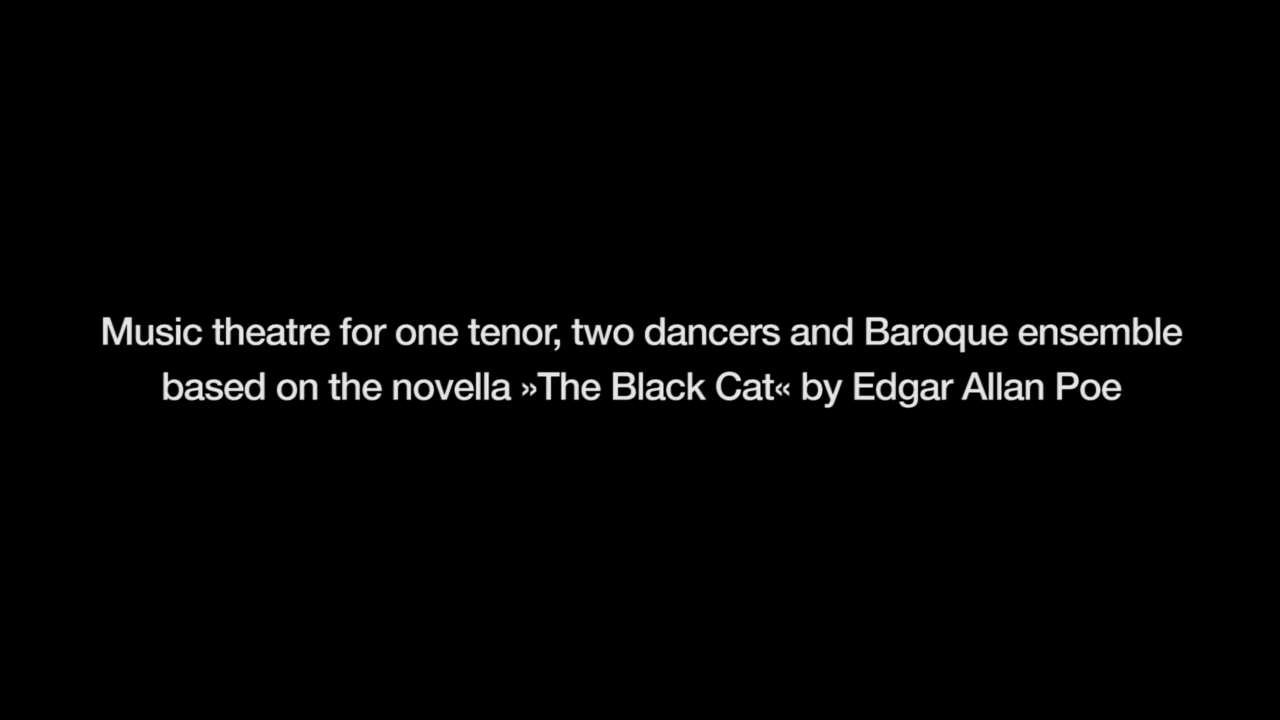 Music theatre for one tenor, two dancers and Baroque ensemble
based on the novella »The Black Cat« by Edgar Allan Poe